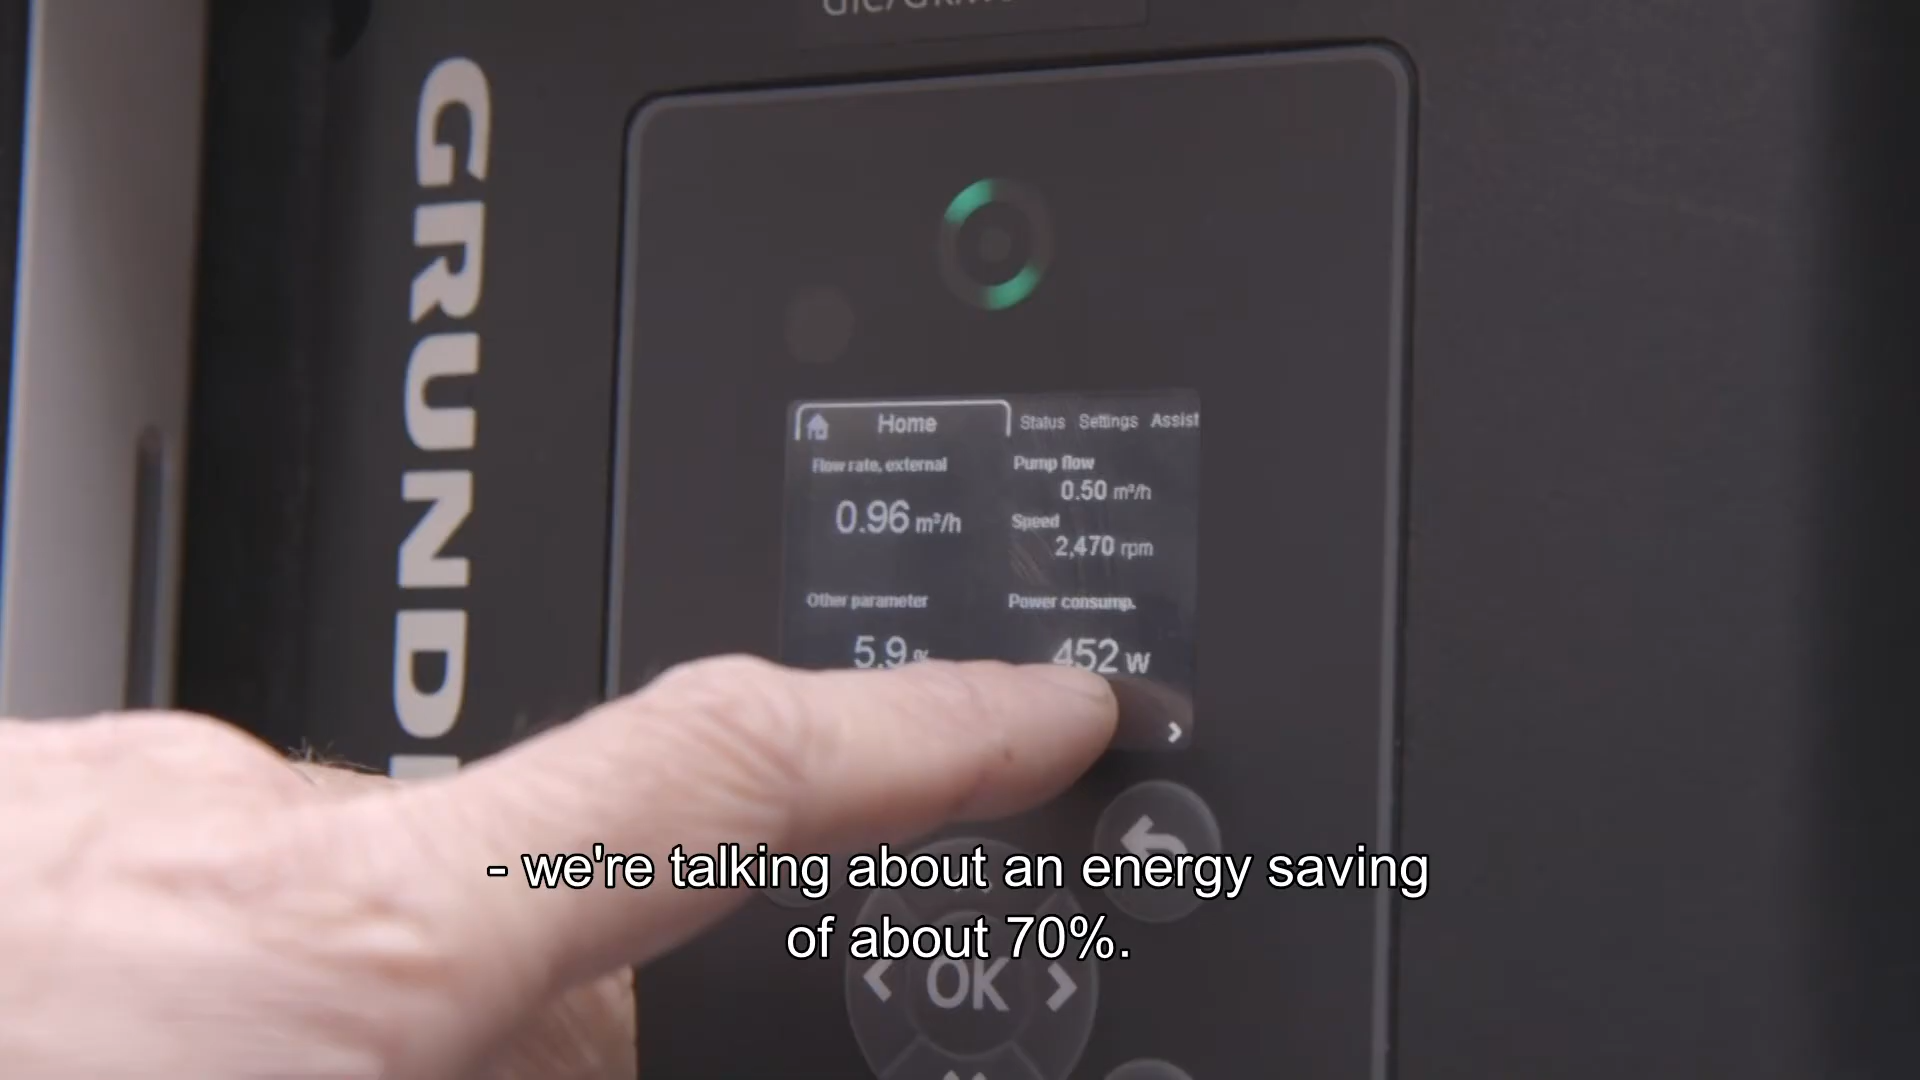 GRUND
Home Status Settings Assist
Flow rate, external
0.96 m³/h
Pump flow
0.50 m³/h
Speed
2,470 rpm
Other parameter
5.9 %
Power consump.
452 W
- we're talking about an energy saving
of about 70%.
OK